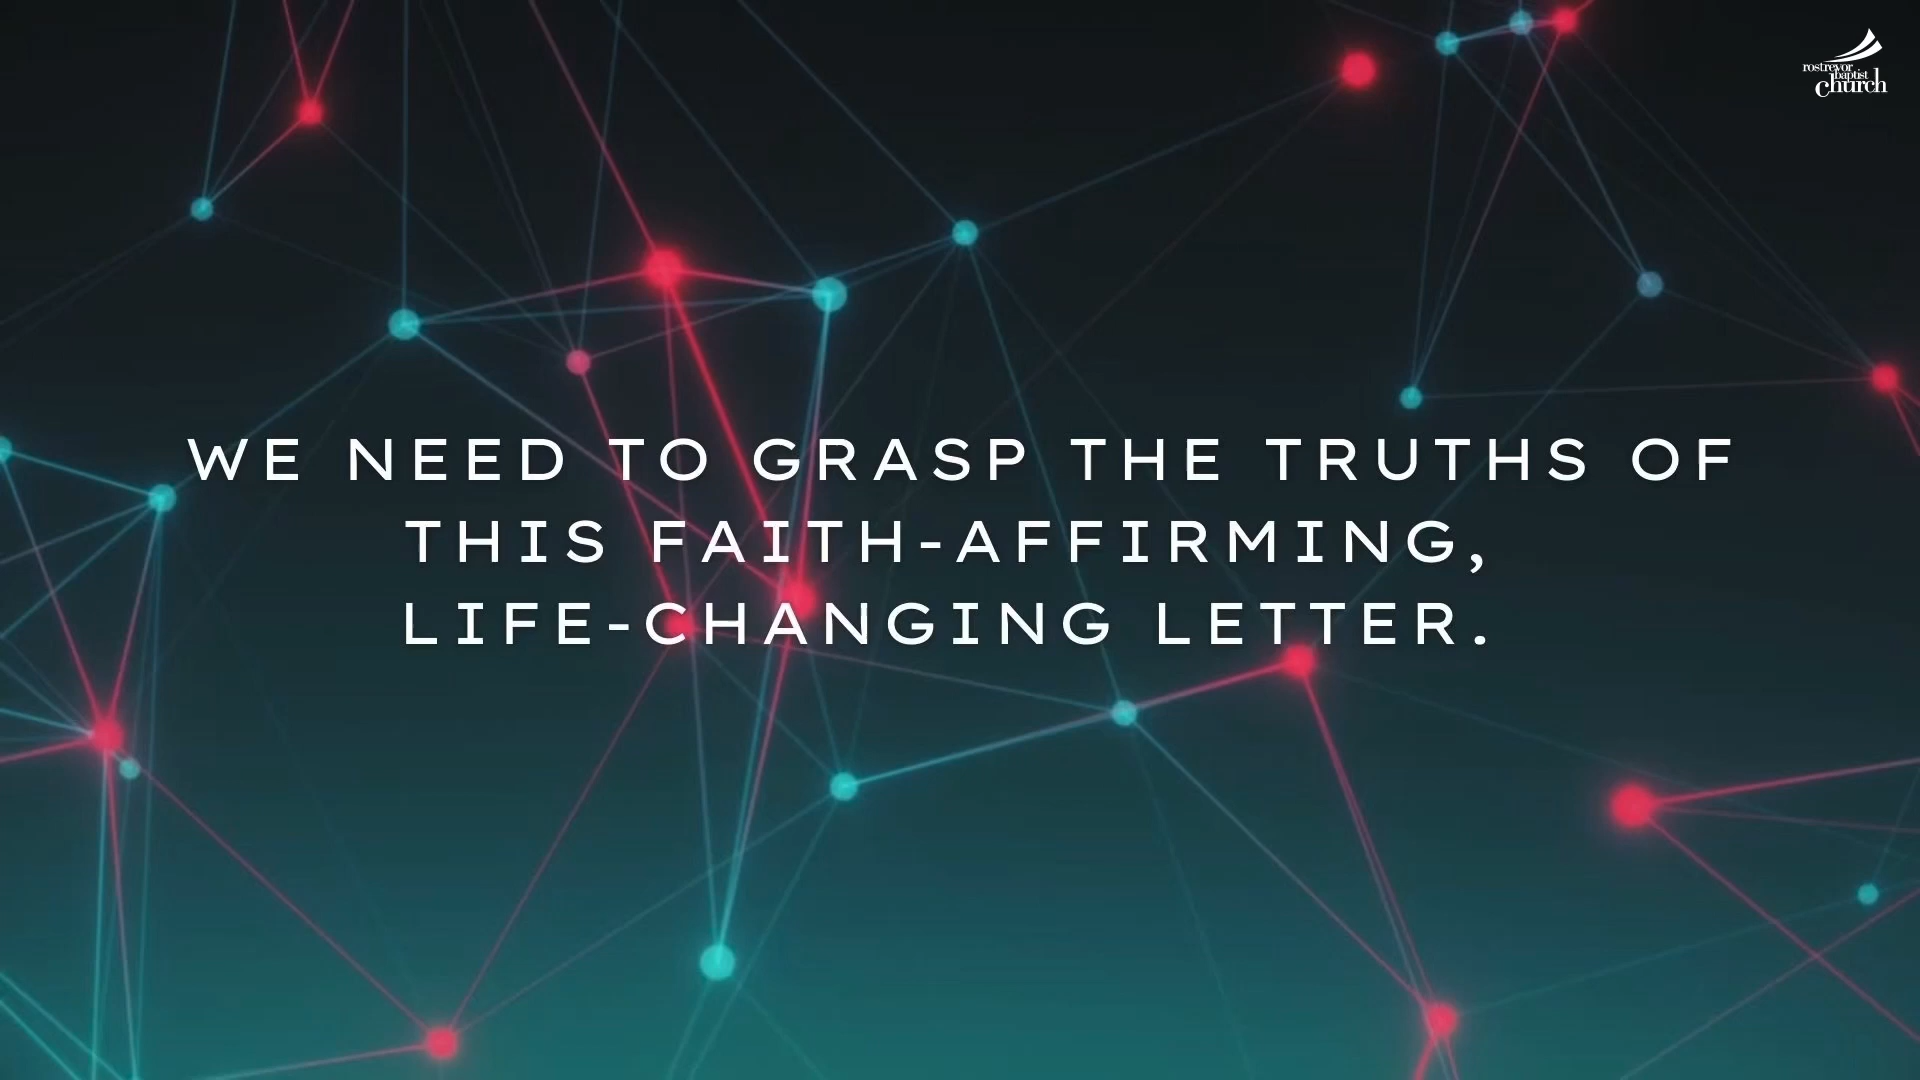 rostrevor
baptist
church
WE NEED TO GRASP THE TRUTHS OF
THIS FAITH-AFFIRMING,
LIFE-CHANGING LETTER.